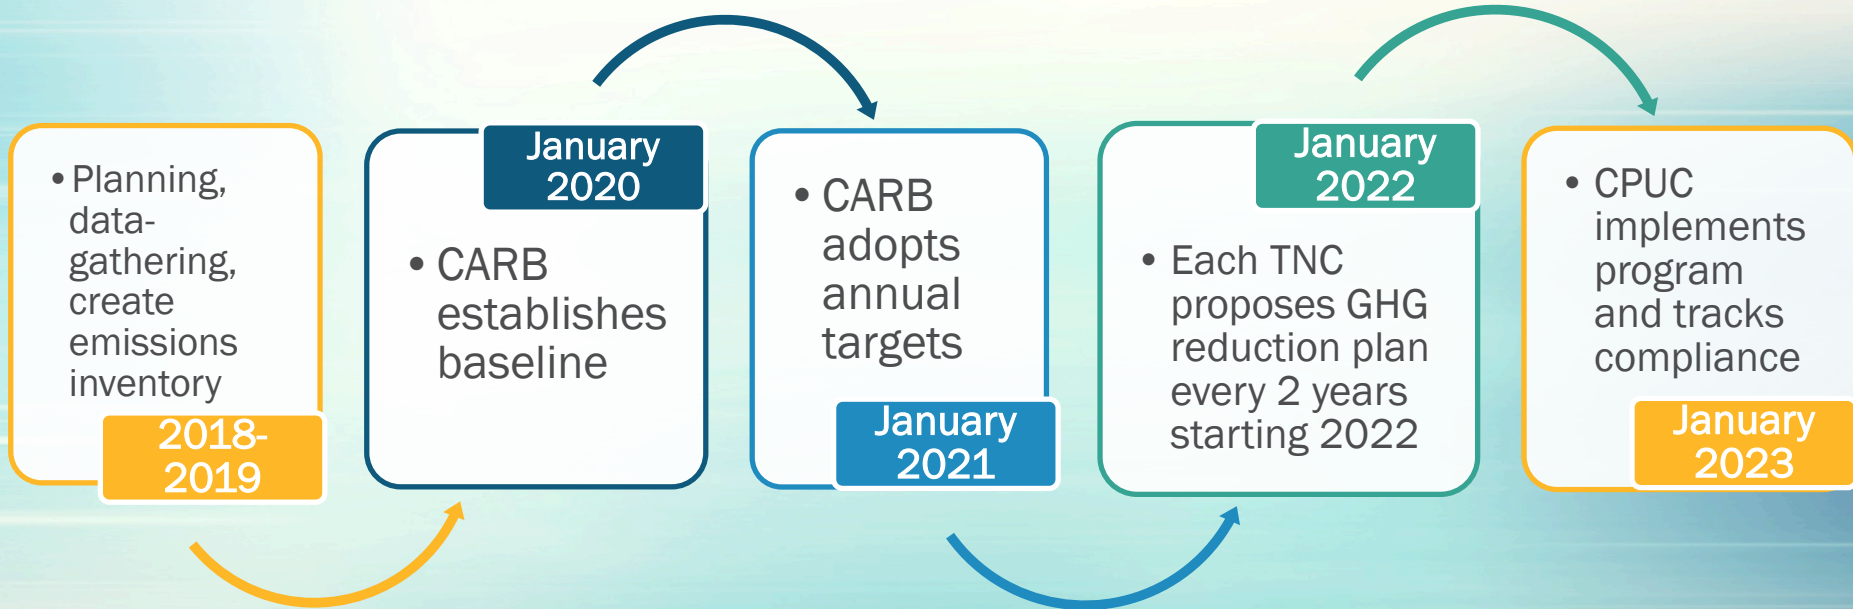 • Planning,
data-
gathering,
create
emissions
inventory
2018-
2019
January
2020
• CARB
establishes
baseline
• CARB
adopts
annual
targets
January
2021
January
2022
• Each TNC
proposes GHG
reduction plan
every 2 years
starting 2022
• CPUC
implements
program
and tracks
compliance
January
2023